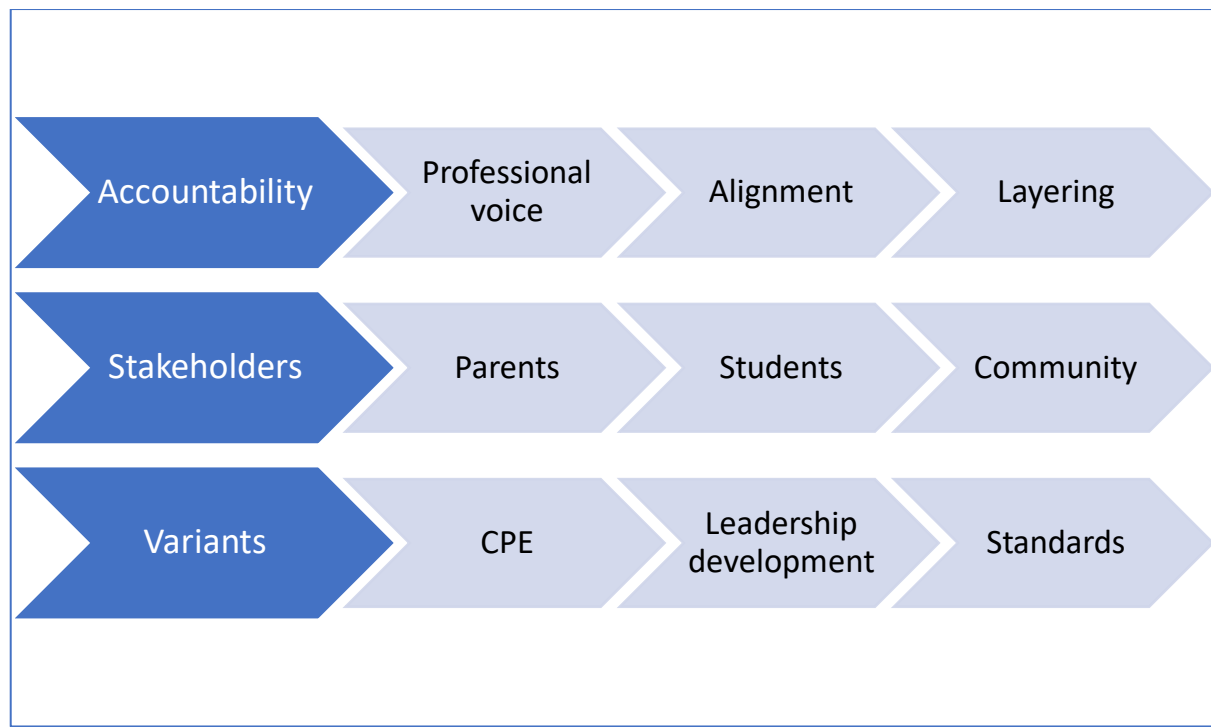 Accountability
Professional
voice
Alignment
Layering
Stakeholders
Parents
Students
Community
Variants
CPE
Leadership
development
Standards